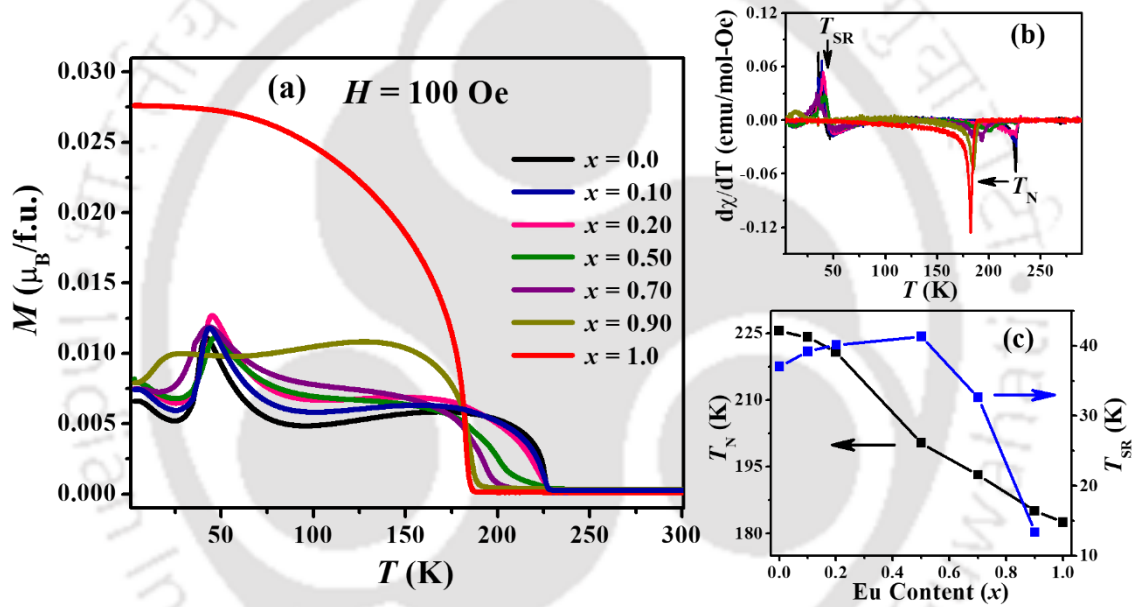 (a)
H = 100 Oe
x = 0.0
x = 0.10
x = 0.20
x = 0.50
x = 0.70
x = 0.90
x = 1.0
0.030
0.025
0.020
0.015
0.010
0.005
0.000
M (μB/f.u.)
50 100 150 200 250 300
T (K)
(b)
TSR
TN
0.12
0.06
0.00
-0.06
-0.12
dχ/dT (emu/mol-Oe)
50 100 150 200 250
T (K)
(c)
225
210
195
180
TN (K)
40
30
20
10
TSR (K)
0.0 0.2 0.4 0.6 0.8 1.0
Eu Content (x)